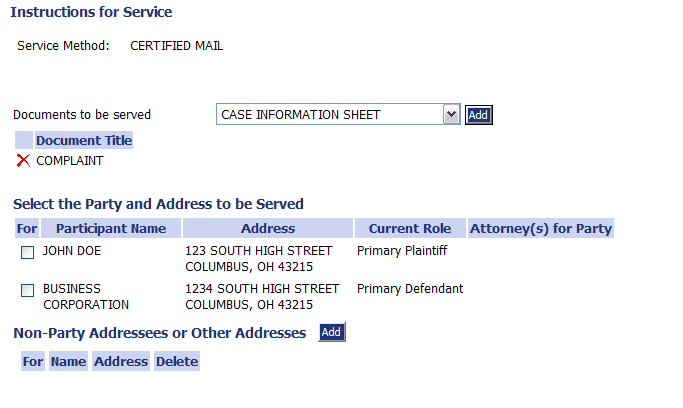 Instructions for Service
Service Method: CERTIFIED MAIL
Documents to be served CASE INFORMATION SHEET Add
Document Title
COMPLAINT
Select the Party and Address to be Served
For Participant Name Address Current Role Attorney(s) for Party
JOHN DOE 123 SOUTH HIGH STREET Primary Plaintiff
COLUMBUS, OH 43215
BUSINESS 1234 SOUTH HIGH STREET Primary Defendant
CORPORATION COLUMBUS, OH 43215
Non-Party Addressees or Other Addresses Add
For Name Address Delete